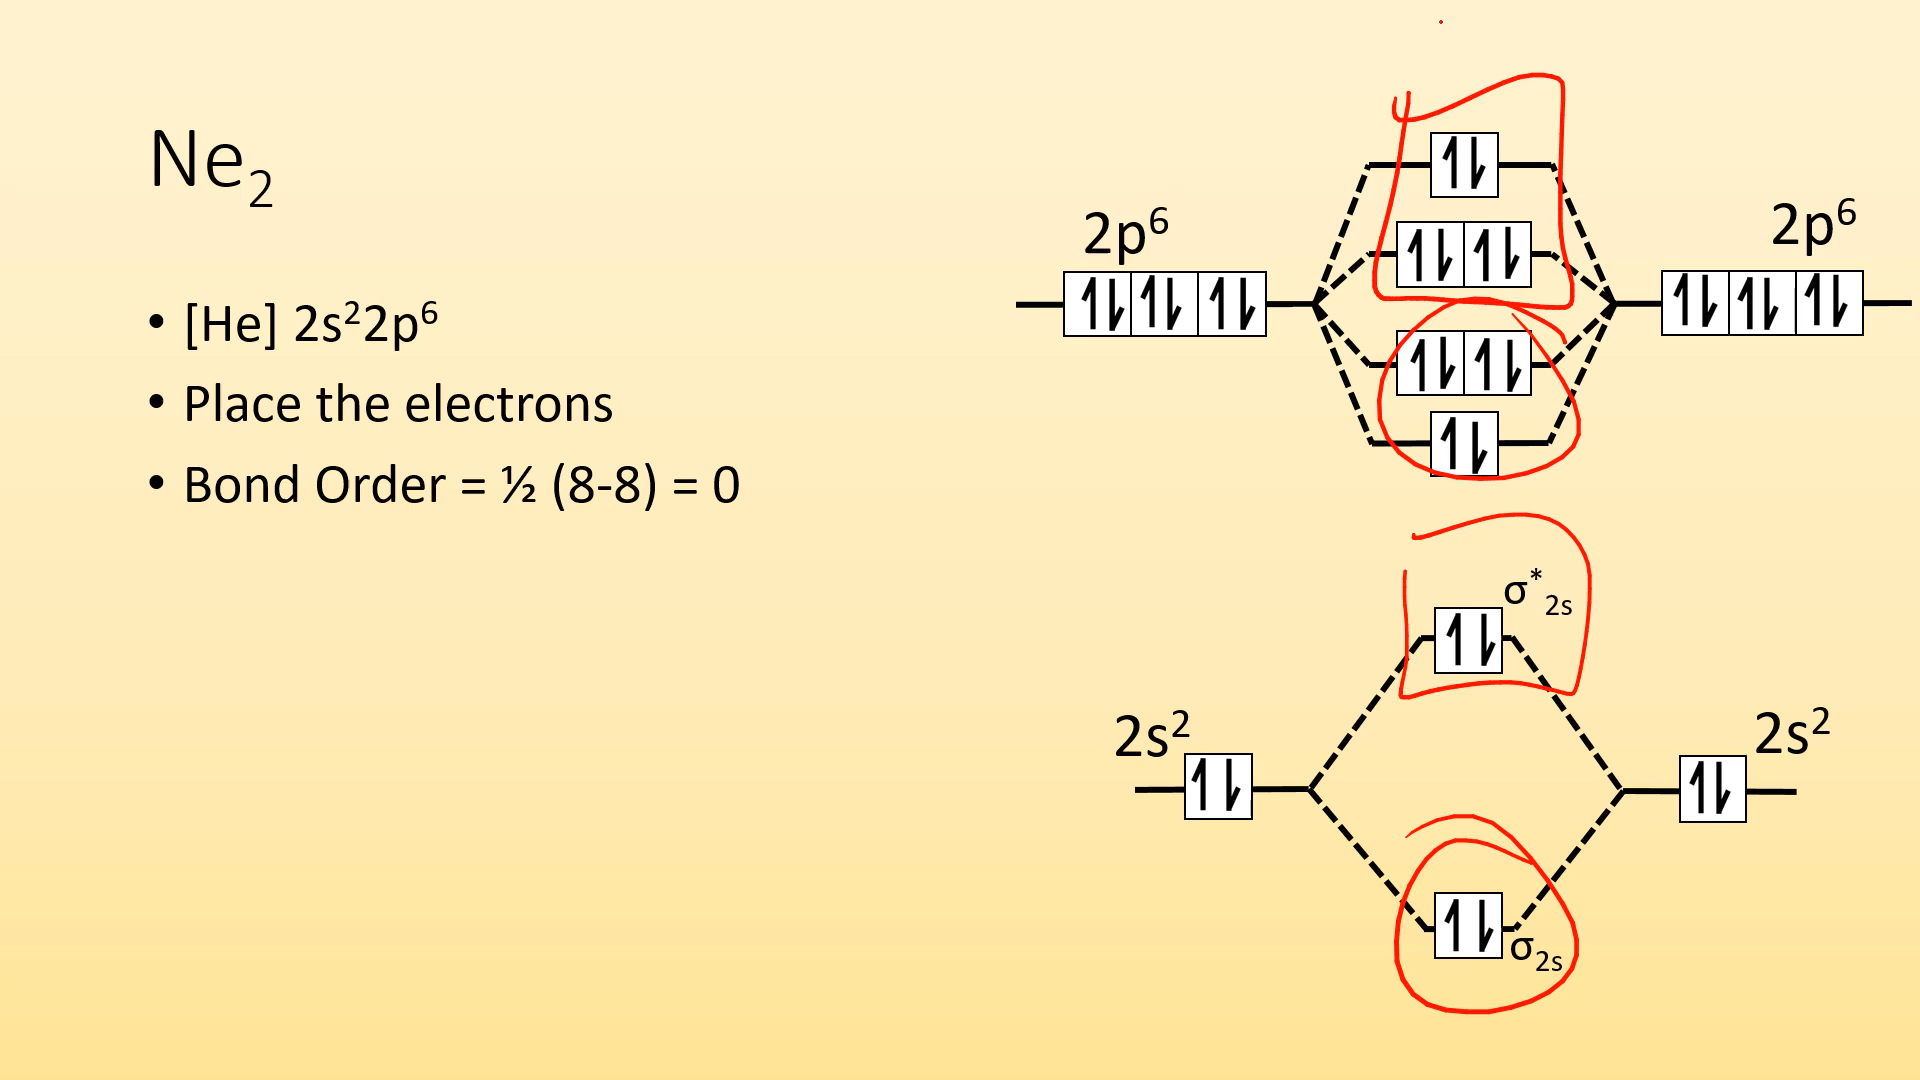 Ne₂
• [He] 2s²2p⁶
• Place the electrons
• Bond Order = ½ (8-8) = 0
2p⁶
2p⁶
σ*₂ₛ
2s²
2s²
σ₂ₛ